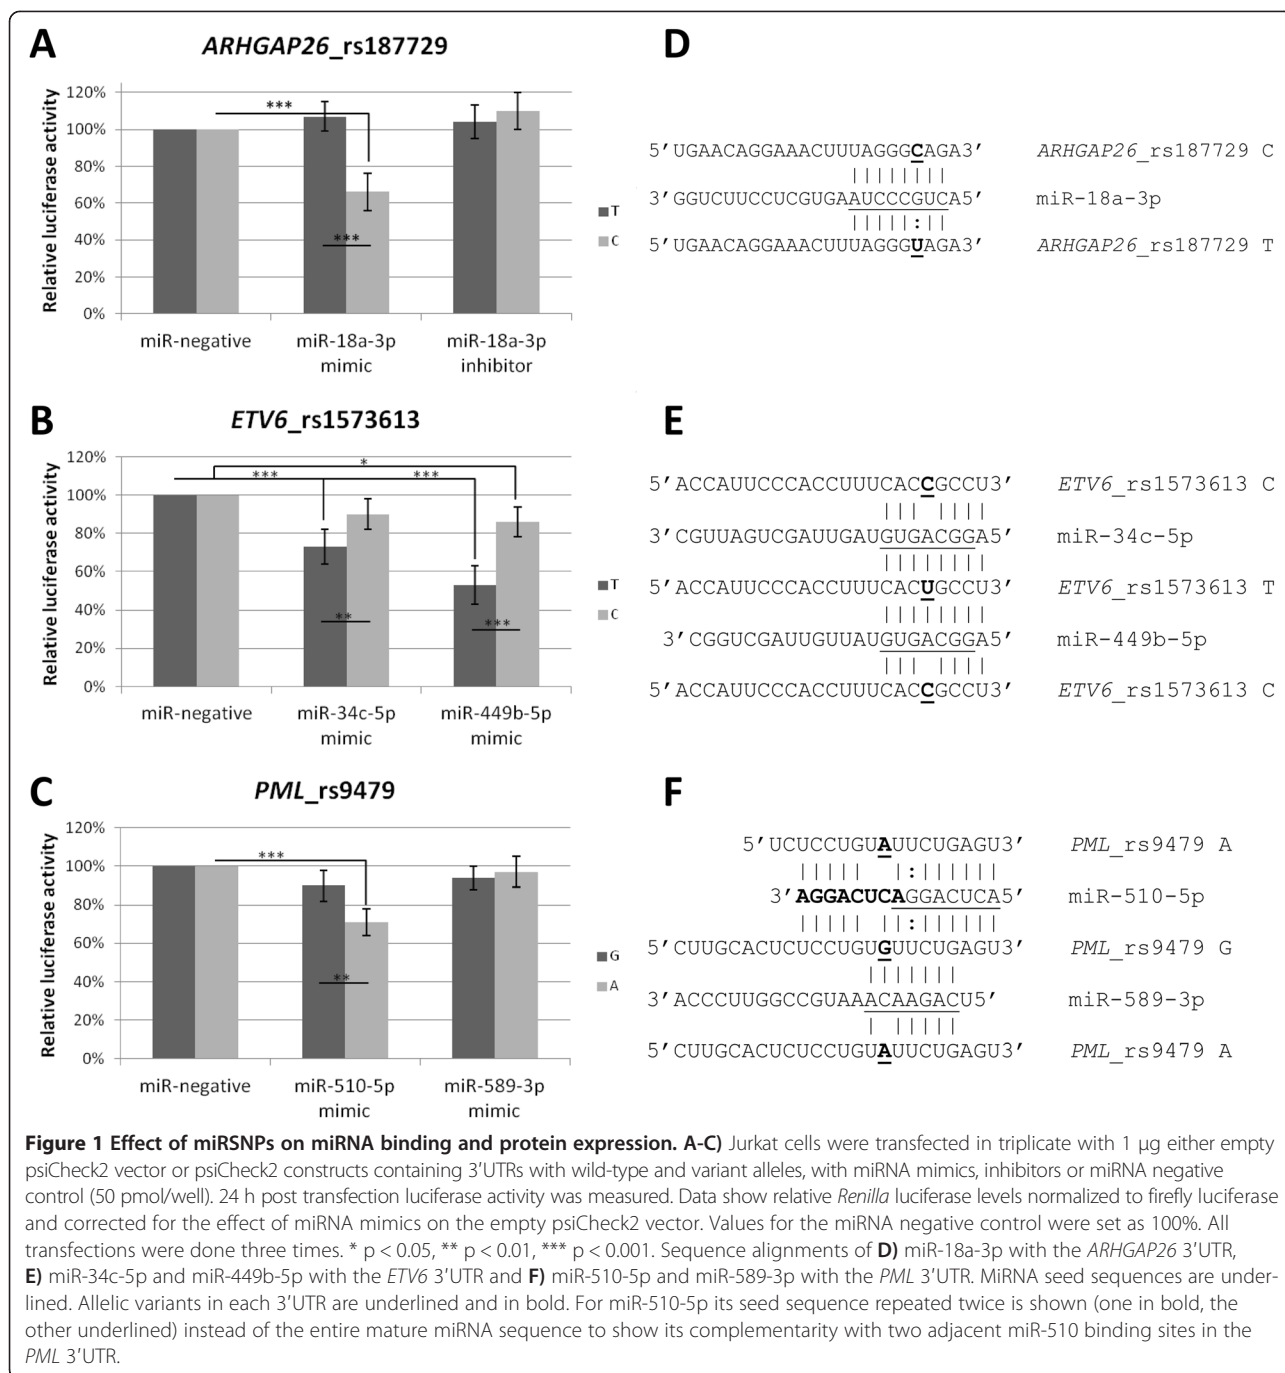 A
ARHGAP26_rs187729
Relative luciferase activity
120%
100%
80%
60%
40%
20%
0%
***
***
miR-negative
miR-18a-3p mimic
miR-18a-3p inhibitor
T
C
D
5′UGAACAGGAAACUUUAGGGCAGA3′ ARHGAP26_rs187729 C
||||||||
3′GGUCUUCCUCGUGAAUCCCGUCA5′ miR-18a-3p
|||||:||
5′UGAACAGGAAACUUUAGGGUAGA3′ ARHGAP26_rs187729 T
B
ETV6_rs1573613
Relative luciferase activity
120%
100%
80%
60%
40%
20%
0%
*
***
***
**
***
miR-negative
miR-34c-5p mimic
miR-449b-5p mimic
T
C
E
5′ACCAUUCCCACCUUUCACCGCCU3′ ETV6_rs1573613 C
||| ||||
3′CGUUAGUCGAUUGAUGUGACGGA5′ miR-34c-5p
||||||||
5′ACCAUUCCCACCUUUCACUGCCU3′ ETV6_rs1573613 T
||||||||
3′CGGUCGAUUGUUAUGUGACGGA5′ miR-449b-5p
||| ||||
5′ACCAUUCCCACCUUUCACCGCCU3′ ETV6_rs1573613 C
C
PML_rs9479
Relative luciferase activity
120%
100%
80%
60%
40%
20%
0%
***
**
miR-negative
miR-510-5p mimic
miR-589-3p mimic
G
A
F
5′UCUCCUGUAUUCUGAGU3′ PML_rs9479 A
||||| |:||||||
3′AGGACUCAGGACUCA5′ miR-510-5p
||||| ||:||||||
5′CUUGCACUCUCCUGUGUUCUGAGU3′ PML_rs9479 G
|||||||
3′ACCCUUGGCCGUAAACAAGACU5′ miR-589-3p
| |||||
5′CUUGCACUCUCCUGUAUUCUGAGU3′ PML_rs9479 A
Figure 1 Effect of miRSNPs on miRNA binding and protein expression. A-C) Jurkat cells were transfected in triplicate with 1 µg either empty
psiCheck2 vector or psiCheck2 constructs containing 3′UTRs with wild-type and variant alleles, with miRNA mimics, inhibitors or miRNA negative
control (50 pmol/well). 24 h post transfection luciferase activity was measured. Data show relative Renilla luciferase levels normalized to firefly luciferase
and corrected for the effect of miRNA mimics on the empty psiCheck2 vector. Values for the miRNA negative control were set as 100%. All
transfections were done three times. * p < 0.05, ** p < 0.01, *** p < 0.001. Sequence alignments of D) miR-18a-3p with the ARHGAP26 3′UTR,
E) miR-34c-5p and miR-449b-5p with the ETV6 3′UTR and F) miR-510-5p and miR-589-3p with the PML 3′UTR. MiRNA seed sequences are under-
lined. Allelic variants in each 3′UTR are underlined and in bold. For miR-510-5p its seed sequence repeated twice is shown (one in bold, the
other underlined) instead of the entire mature miRNA sequence to show its complementarity with two adjacent miR-510 binding sites in the
PML 3′UTR.